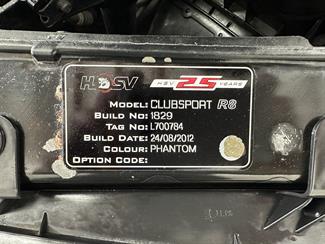 HSV HSV 25 YEARS
MODEL: CLUBSPORT R8
BUILD NO: 1829
TAG NO: L700784
BUILD DATE: 24/08/2012
COLOUR: PHANTOM
OPTION CODE: